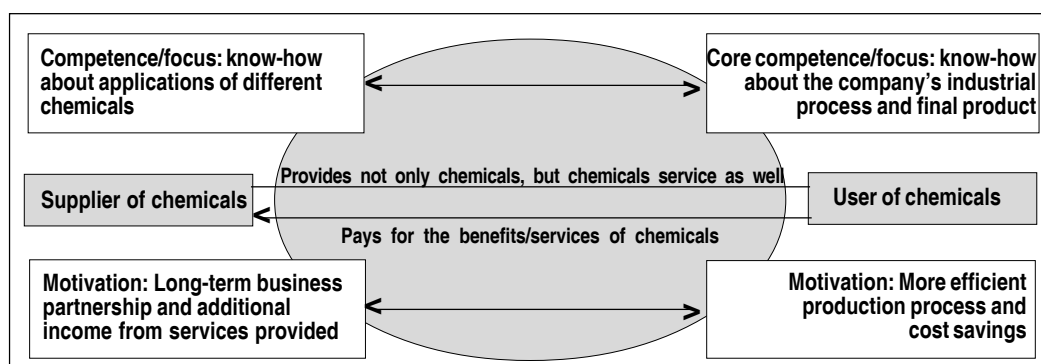 Competence/focus: know-how
about applications of different
chemicals
Core competence/focus: know-how
about the company's industrial
process and final product
Provides not only chemicals, but chemicals service as well
Supplier of chemicals
User of chemicals
Pays for the benefits/services of chemicals
Motivation: Long-term business
partnership and additional
income from services provided
Motivation: More efficient
production process and
cost savings